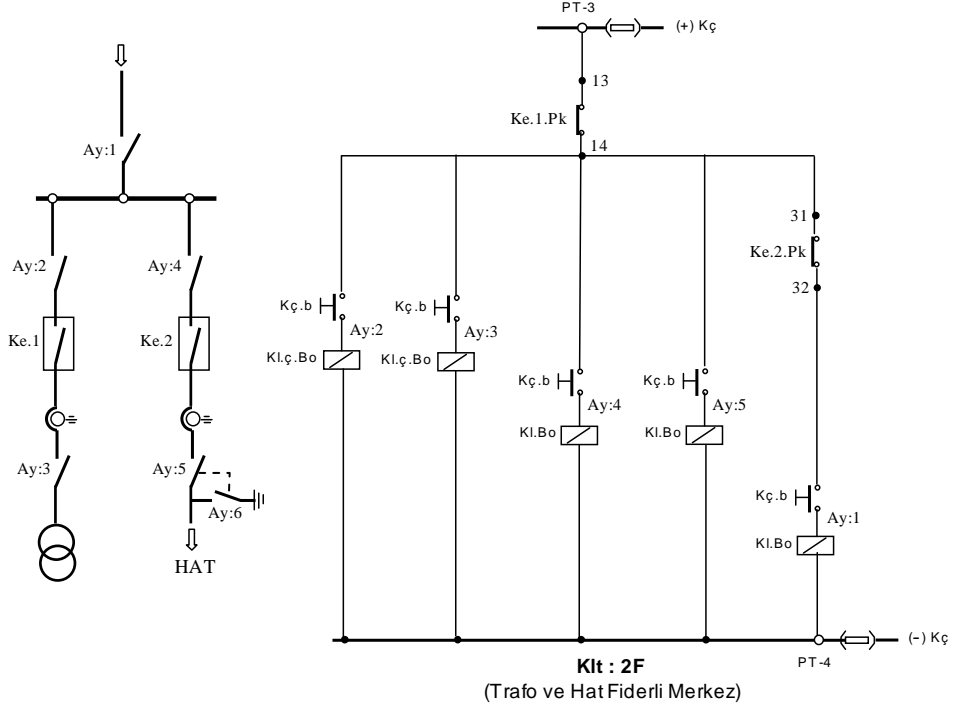 PT-3
(+) Kç
13
Ke.1.Pk
14
Ay:1
31
Ke.2.Pk
32
Ay:2
Ay:4
Kç.b
Kç.b
Ay:2
Ay:3
Ke.1
Ke.2
Kl.ç.Bo
Kl.ç.Bo
Kç.b
Kç.b
Ay:4
Ay:5
Kl.Bo
Kl.Bo
Ay:3
Ay:5
Kç.b
Ay:6
Ay:1
Kl.Bo
HAT
(−) Kç
PT-4
Klt : 2F
(Trafo ve Hat Fiderli Merkez)